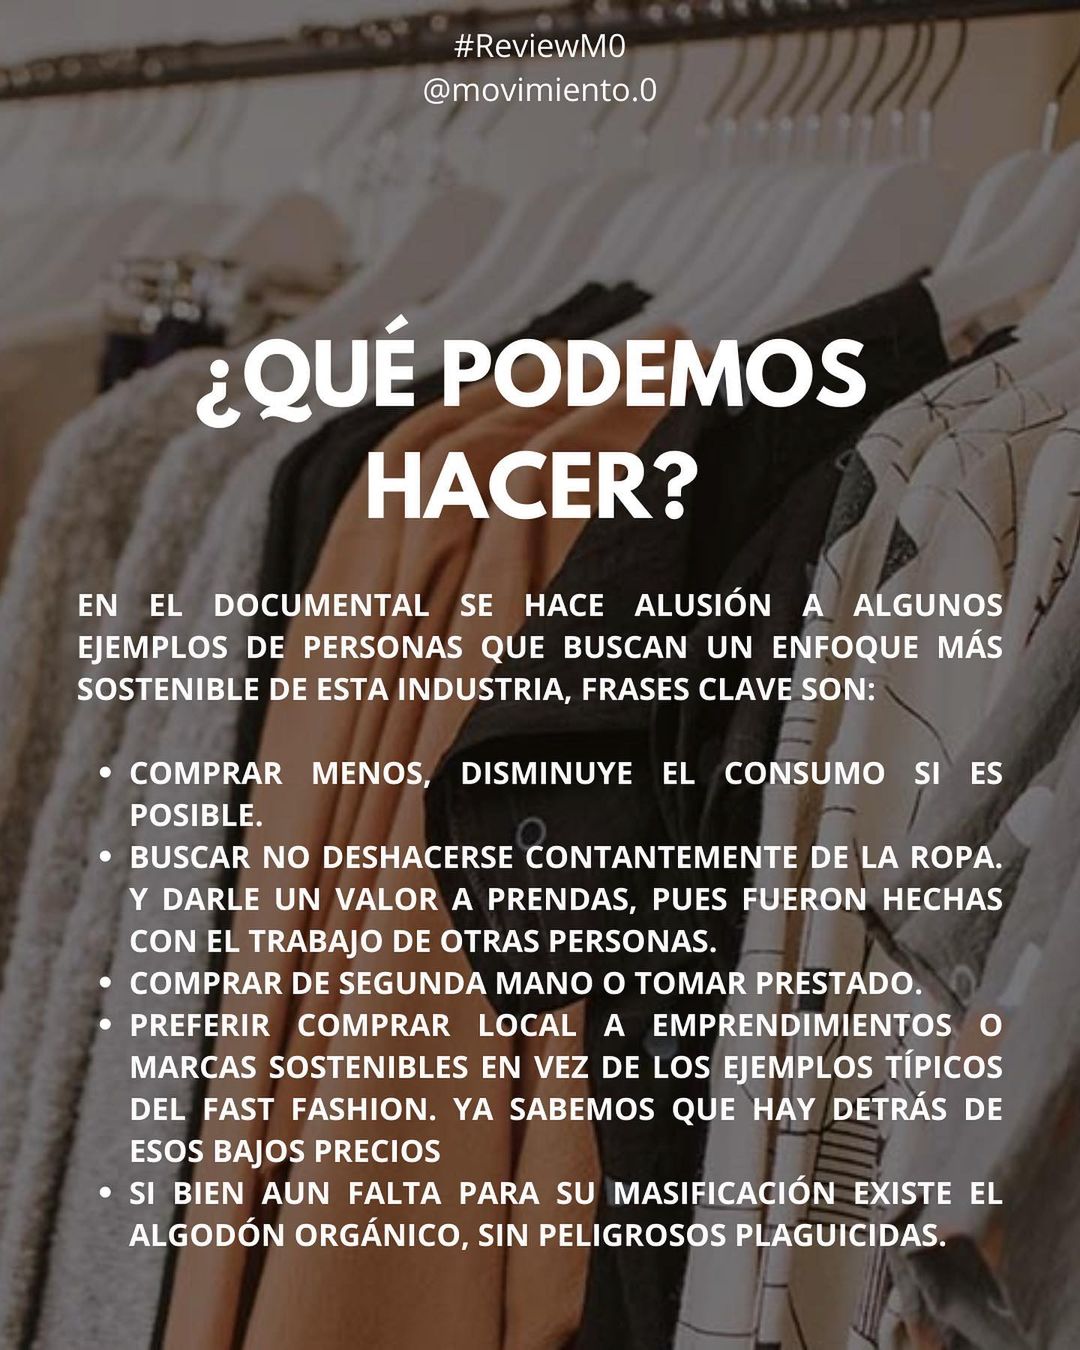 #ReviewM0
@movimiento.0
¿QUÉ PODEMOS
HACER?
EN EL DOCUMENTAL SE HACE ALUSIÓN A ALGUNOS
EJEMPLOS DE PERSONAS QUE BUSCAN UN ENFOQUE MÁS
SOSTENIBLE DE ESTA INDUSTRIA, FRASES CLAVE SON:
• COMPRAR MENOS, DISMINUYE EL CONSUMO SI ES
POSIBLE.
• BUSCAR NO DESHACERSE CONTANTEMENTE DE LA ROPA.
Y DARLE UN VALOR A PRENDAS, PUES FUERON HECHAS
CON EL TRABAJO DE OTRAS PERSONAS.
• COMPRAR DE SEGUNDA MANO O TOMAR PRESTADO.
• PREFERIR COMPRAR LOCAL A EMPRENDIMIENTOS O
MARCAS SOSTENIBLES EN VEZ DE LOS EJEMPLOS TÍPICOS
DEL FAST FASHION. YA SABEMOS QUE HAY DETRÁS DE
ESOS BAJOS PRECIOS
• SI BIEN AUN FALTA PARA SU MASIFICACIÓN EXISTE EL
ALGODÓN ORGÁNICO, SIN PELIGROSOS PLAGUICIDAS.